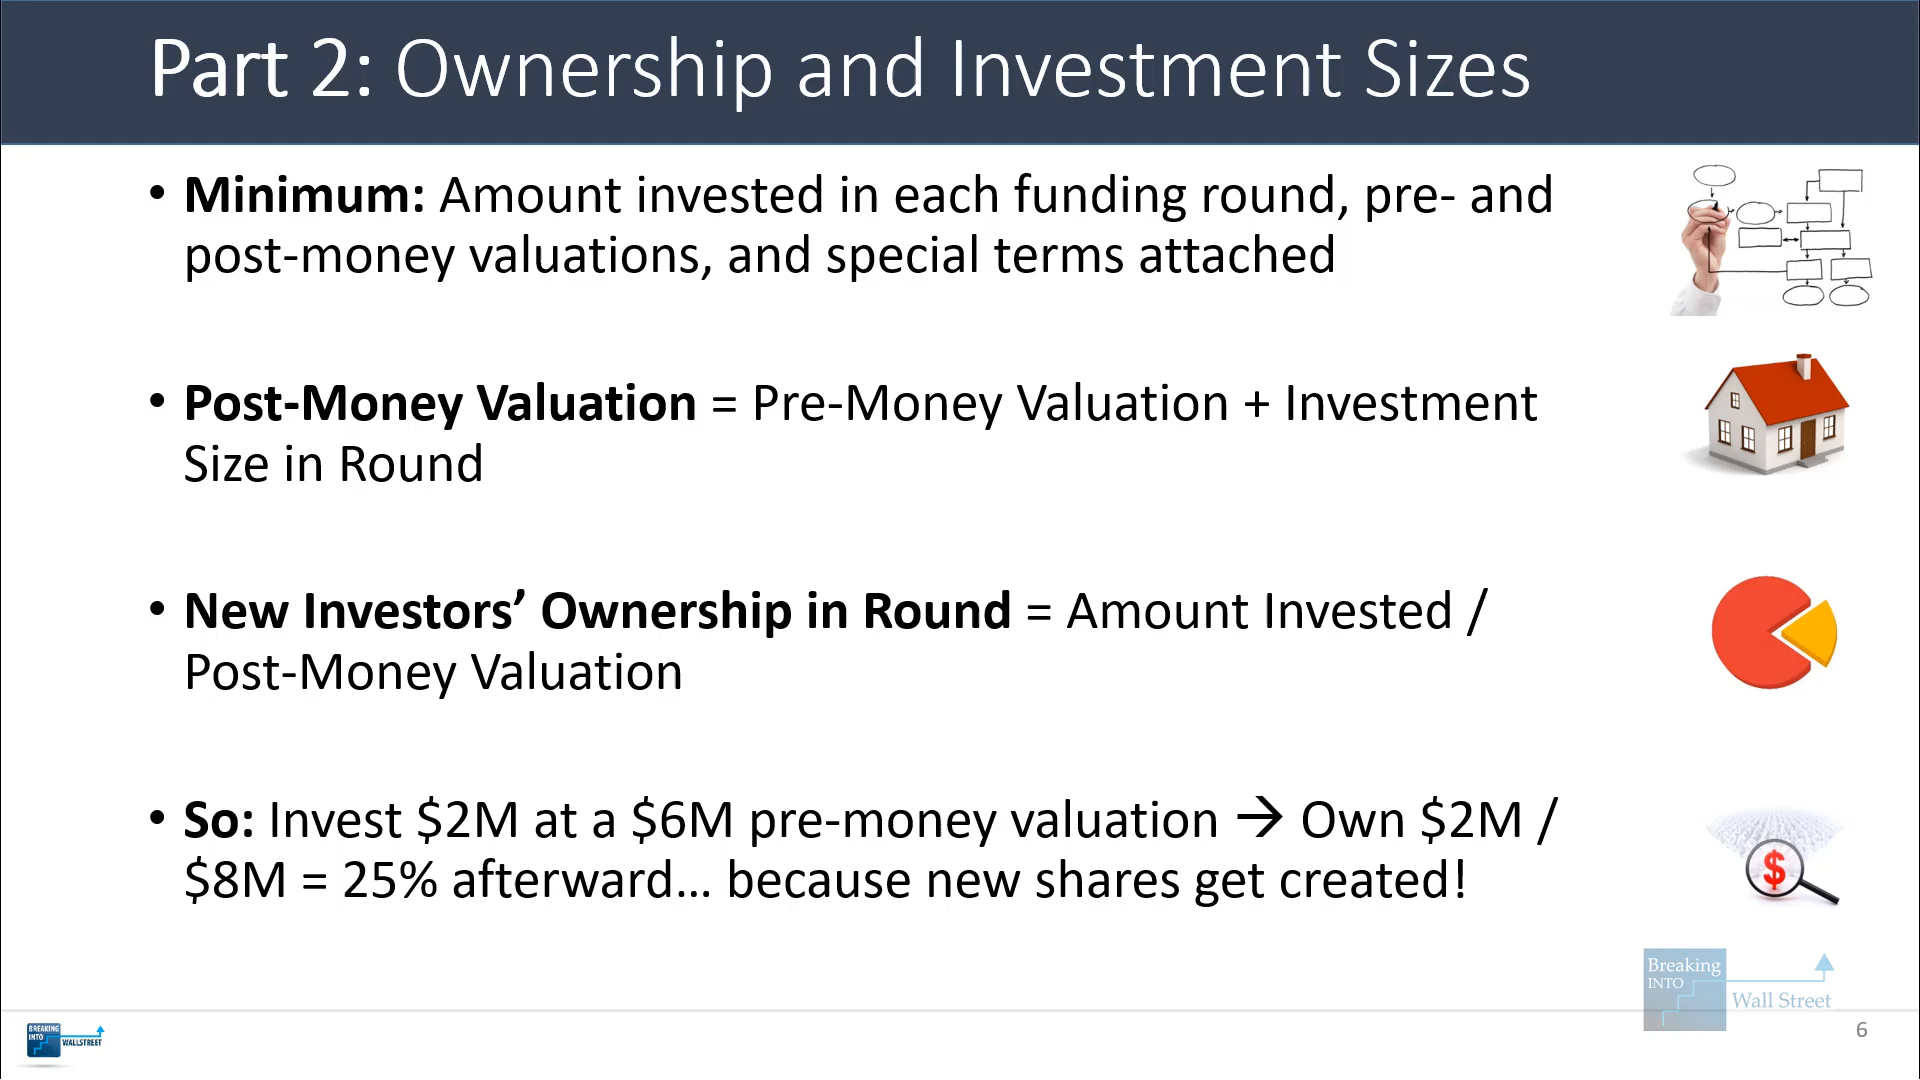 Part 2: Ownership and Investment Sizes
• Minimum: Amount invested in each funding round, pre- and
post-money valuations, and special terms attached
• Post-Money Valuation = Pre-Money Valuation + Investment
Size in Round
• New Investors’ Ownership in Round = Amount Invested /
Post-Money Valuation
• So: Invest $2M at a $6M pre-money valuation → Own $2M /
$8M = 25% afterward… because new shares get created!
$
Breaking
INTO
Wall Street
BREAKING
INTO
WALLSTREET
6